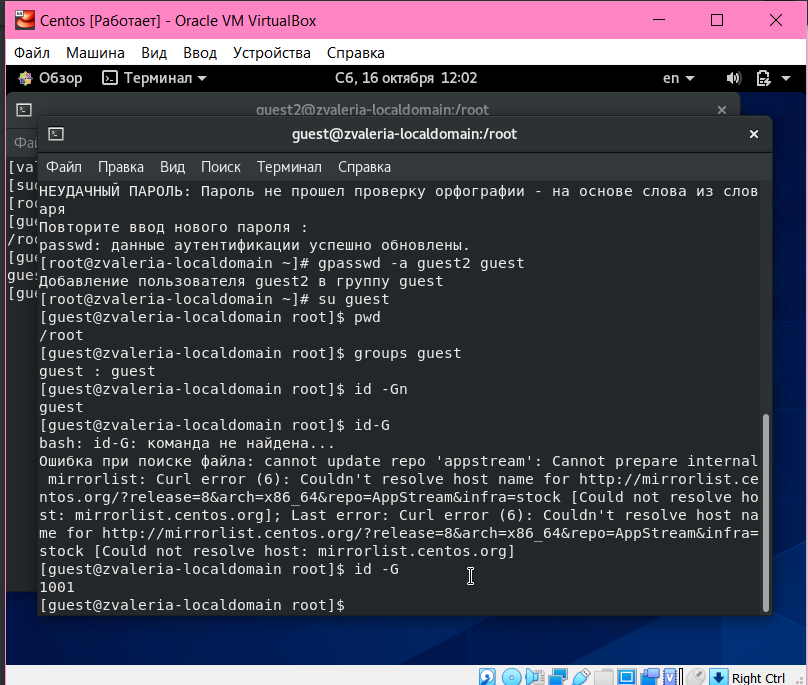 Centos [Работает] - Oracle VM VirtualBox
Файл Машина Вид Ввод Устройства Справка
Обзор Терминал Сб, 16 октября 12:02 en
guest2@zvaleria-localdomain:/root
guest@zvaleria-localdomain:/root
Файл Правка Вид Поиск Терминал Справка
НЕУДАЧНЫЙ ПАРОЛЬ: Пароль не прошел проверку орфографии - на основе слова из слов
аря
Повторите ввод нового пароля :
passwd: данные аутентификации успешно обновлены.
[root@zvaleria-localdomain ~]# gpasswd -a guest2 guest
Добавление пользователя guest2 в группу guest
[root@zvaleria-localdomain ~]# su guest
[guest@zvaleria-localdomain root]$ pwd
/root
[guest@zvaleria-localdomain root]$ groups guest
guest : guest
[guest@zvaleria-localdomain root]$ id -Gn
guest
[guest@zvaleria-localdomain root]$ id-G
bash: id-G: команда не найдена...
Ошибка при поиске файла: cannot update repo 'appstream': Cannot prepare internal
mirrorlist: Curl error (6): Couldn't resolve host name for http://mirrorlist.ce
ntos.org/?release=8&arch=x86_64&repo=AppStream&infra=stock [Could not resolve ho
st: mirrorlist.centos.org]; Last error: Curl error (6): Couldn't resolve host na
me for http://mirrorlist.centos.org/?release=8&arch=x86_64&repo=AppStream&infra=
stock [Could not resolve host: mirrorlist.centos.org]
[guest@zvaleria-localdomain root]$ id -G
1001
[guest@zvaleria-localdomain root]$
Right Ctrl